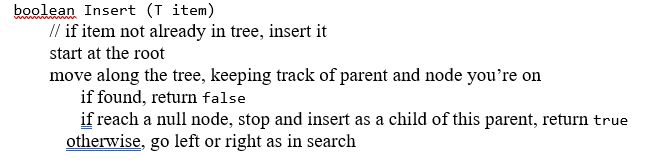 boolean Insert (T item)
// if item not already in tree, insert it
start at the root
move along the tree, keeping track of parent and node you’re on
if found, return false
if reach a null node, stop and insert as a child of this parent, return true
otherwise, go left or right as in search